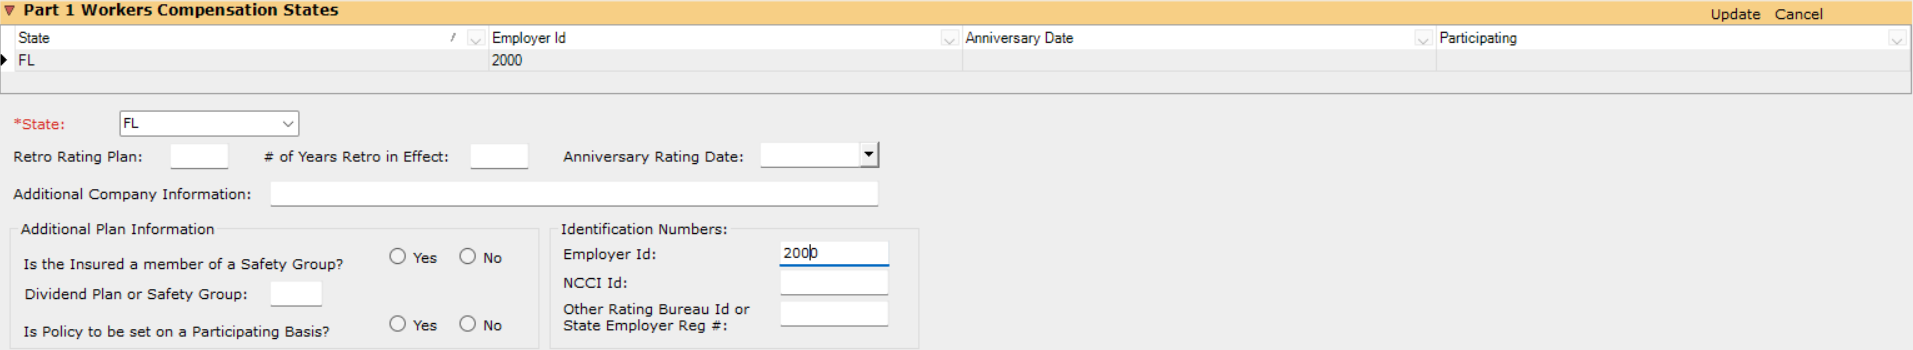 Part 1 Workers Compensation States
Update Cancel
State Employer Id Anniversary Date Participating
FL 2000
*State: FL
Retro Rating Plan: # of Years Retro in Effect: Anniversary Rating Date:
Additional Company Information:
Additional Plan Information
Is the Insured a member of a Safety Group? Yes No
Dividend Plan or Safety Group:
Is Policy to be set on a Participating Basis? Yes No
Identification Numbers:
Employer Id: 2000
NCCI Id:
Other Rating Bureau Id or
State Employer Reg #: